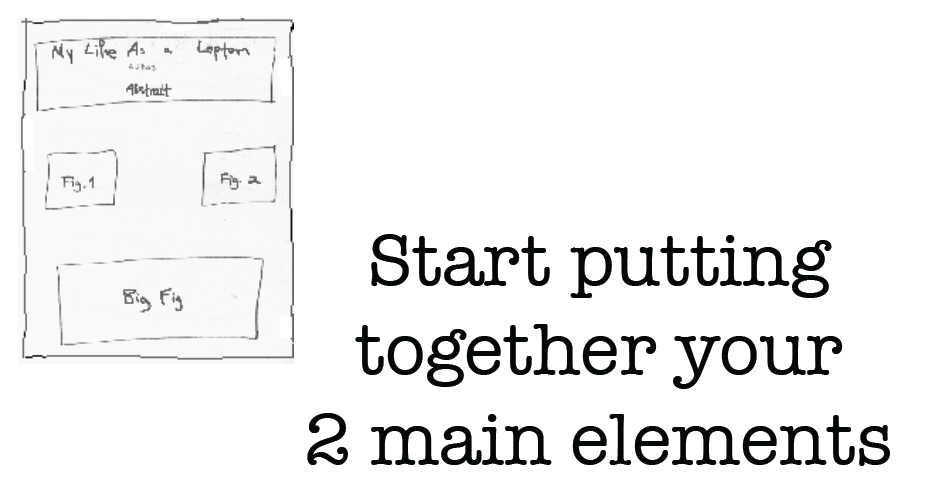 My Life As a Lepton
Abstract
Fig. 1
Fig. 2
Big Fig
Start putting
together your
2 main elements